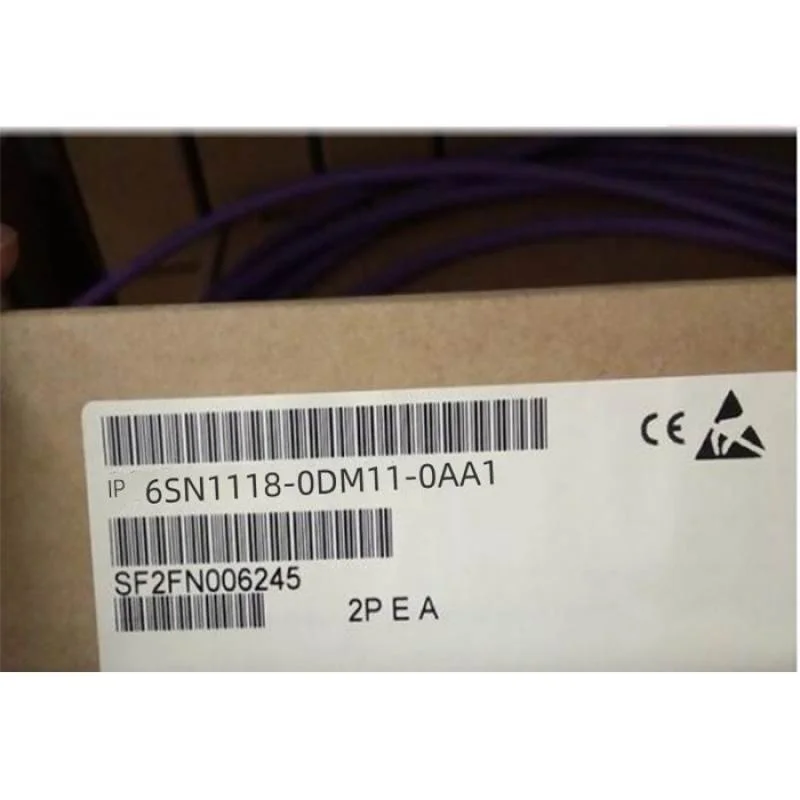 CE
IP 6SN1118-0DM11-0AA1
SF2FN006245
2P E A